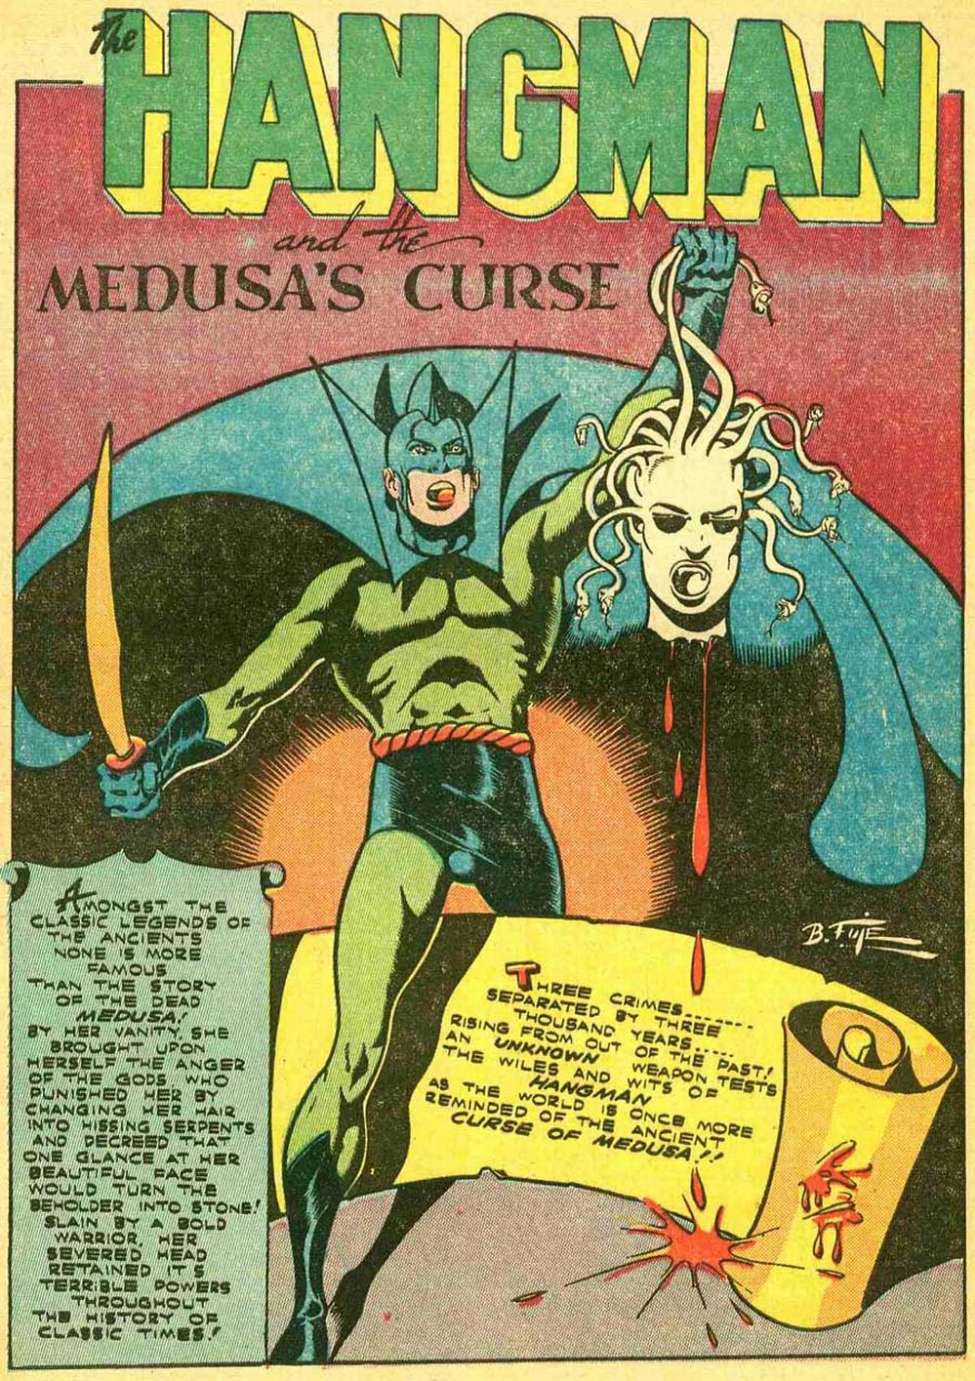 The
HANGMAN
and the
MEDUSA'S CURSE
AMONGST THE
CLASSIC LEGENDS OF
THE ANCIENTS
NONE IS MORE
FAMOUS
THAN THE STORY
OF THE DEAD
MEDUSA!
BY HER VANITY SHE
BROUGHT UPON
HERSELF THE ANGER
OF THE GODS WHO
PUNISHED HER BY
CHANGING HER HAIR
INTO HISSING SERPENTS
AND DECREED THAT
ONE GLANCE AT HER
BEAUTIFUL FACE
WOULD TURN THE
BEHOLDER INTO STONE!
SLAIN BY A BOLD
WARRIOR, HER
SEVERED HEAD
RETAINED IT'S
TERRIBLE POWERS
THROUGHOUT
THE HISTORY OF
CLASSIC TIMES!
B. FUJE
THREE CRIMES........
SEPARATED BY THREE
THOUSAND YEARS.....
RISING FROM OUT OF THE PAST!
AN UNKNOWN WEAPON TESTS
THE WILES AND WITS OF
HANGMAN
AS THE WORLD IS ONCE MORE
REMINDED OF THE ANCIENT
CURSE OF MEDUSA!!